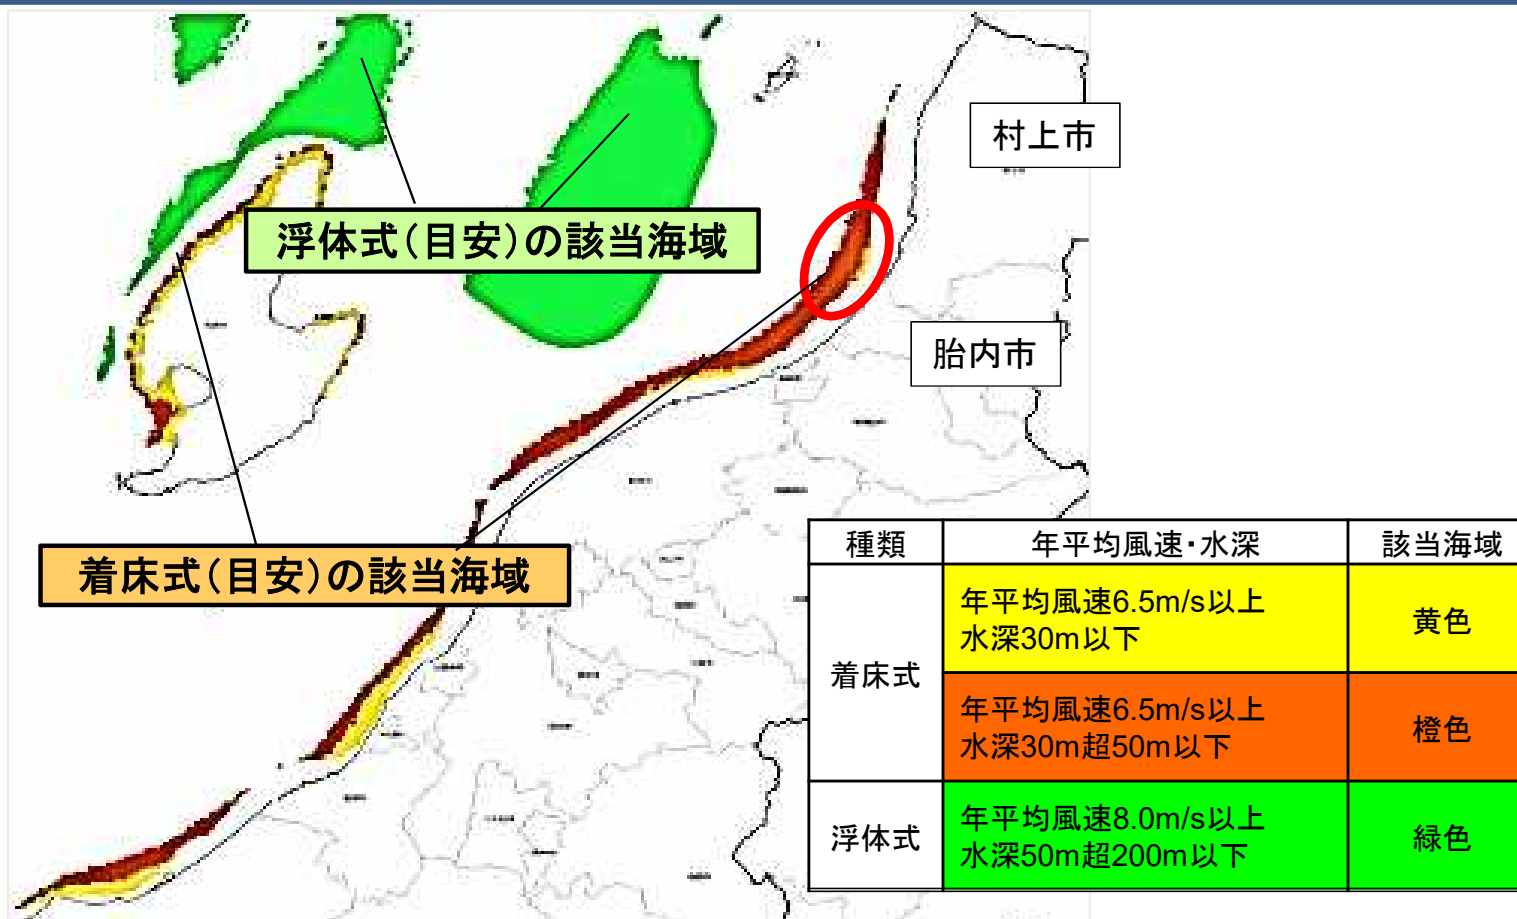 村上市
浮体式（目安）の該当海域
胎内市
着床式（目安）の該当海域
種類 年平均風速・水深 該当海域
着床式
年平均風速6.5m/s以上
水深30m以下
黄色
年平均風速6.5m/s以上
水深30m超50m以下
橙色
浮体式
年平均風速8.0m/s以上
水深50m超200m以下
緑色